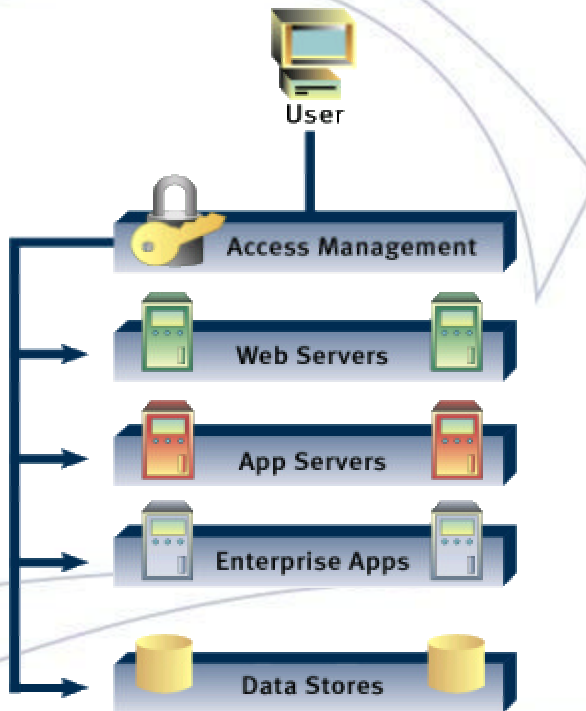 User
Access Management
Web Servers
App Servers
Enterprise Apps
Data Stores